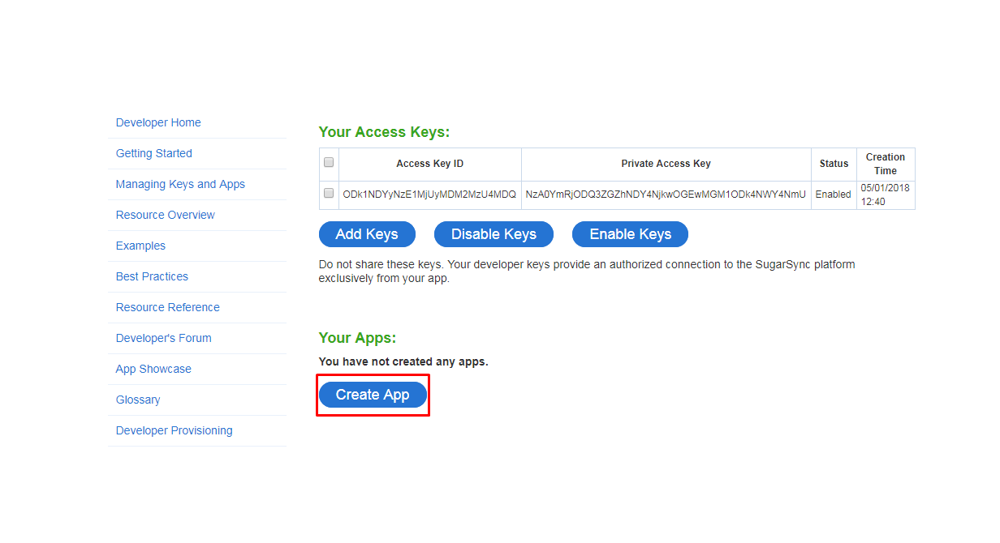 Developer Home
Getting Started
Managing Keys and Apps
Resource Overview
Examples
Best Practices
Resource Reference
Developer's Forum
App Showcase
Glossary
Developer Provisioning
Your Access Keys:
Access Key ID Private Access Key Status Creation
Time
ODk1NDYyNzE1MjUyMDM2MzU4MDQ NzA0YmRjODQ3ZGZhNDY4NjkwOGEwMGM1ODk4NWY4NmU Enabled 05/01/2018
12:40
Add Keys Disable Keys Enable Keys
Do not share these keys. Your developer keys provide an authorized connection to the SugarSync platform
exclusively from your app.
Your Apps:
You have not created any apps.
Create App